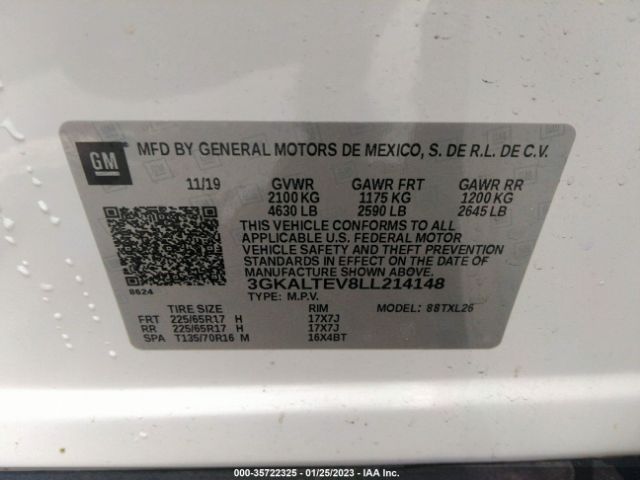 GM MFD BY GENERAL MOTORS DE MEXICO, S. DE R.L. DE C.V.
11/19 GVWR GAWR FRT GAWR RR
2100 KG 1175 KG 1200 KG
4630 LB 2590 LB 2645 LB
THIS VEHICLE CONFORMS TO ALL
APPLICABLE U.S. FEDERAL MOTOR
VEHICLE SAFETY AND THEFT PREVENTION
STANDARDS IN EFFECT ON THE DATE OF
MANUFACTURE SHOWN ABOVE.
3GKALTEV8LL214148
8624 TYPE: M.P.V.
TIRE SIZE RIM MODEL: 88TXL26
FRT 225/65R17 H 17X7J
RR 225/65R17 H 17X7J
SPA T135/70R16 M 16X4BT
000-35722325 | 01/25/2023 | IAA Inc.